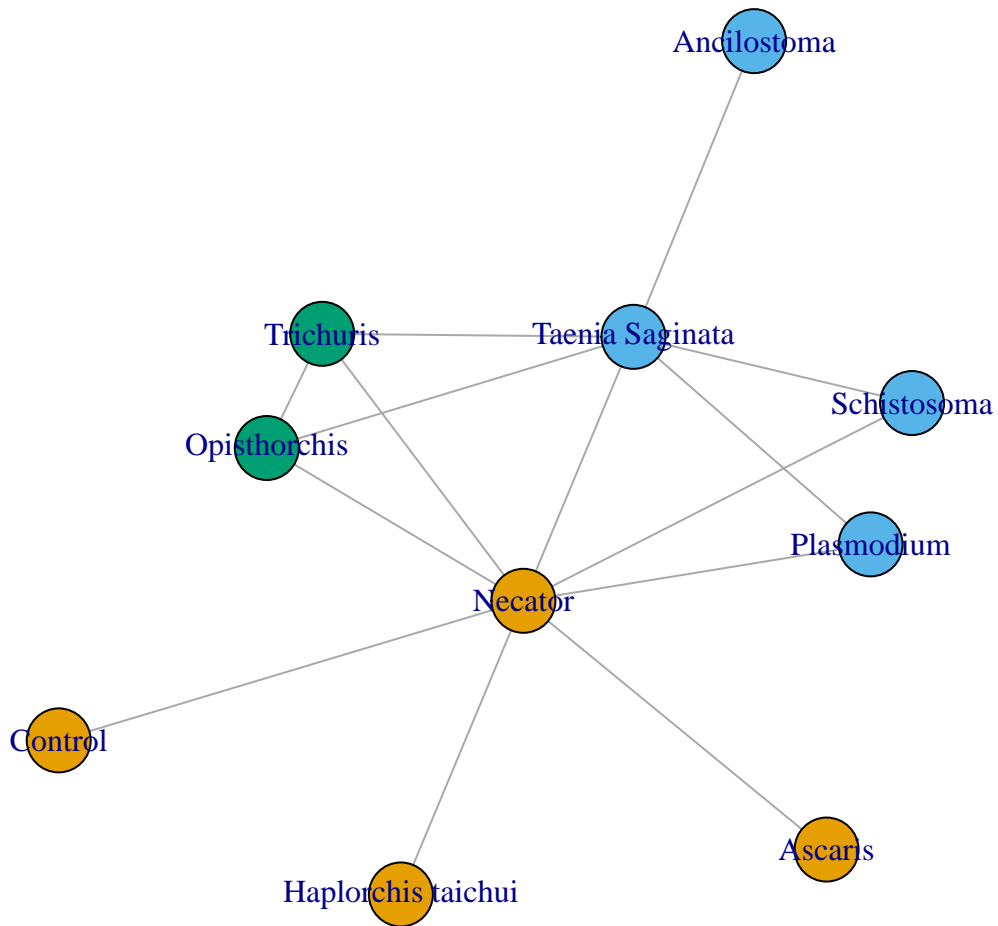 Ancilostoma
Trichuris
Taenia Saginata
Schistosoma
Opisthorchis
Plasmodium
Necator
Control
Ascaris
Haplorchis taichui